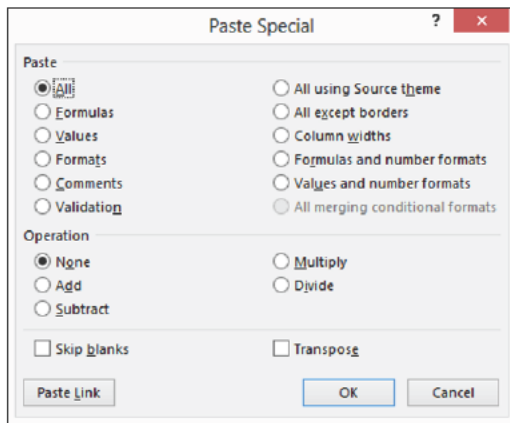 Paste Special ?
Paste
All
All using Source theme
Formulas
All except borders
Values
Column widths
Formats
Formulas and number formats
Comments
Values and number formats
Validation
All merging conditional formats
Operation
None
Multiply
Add
Divide
Subtract
Skip blanks
Transpose
Paste Link
OK
Cancel